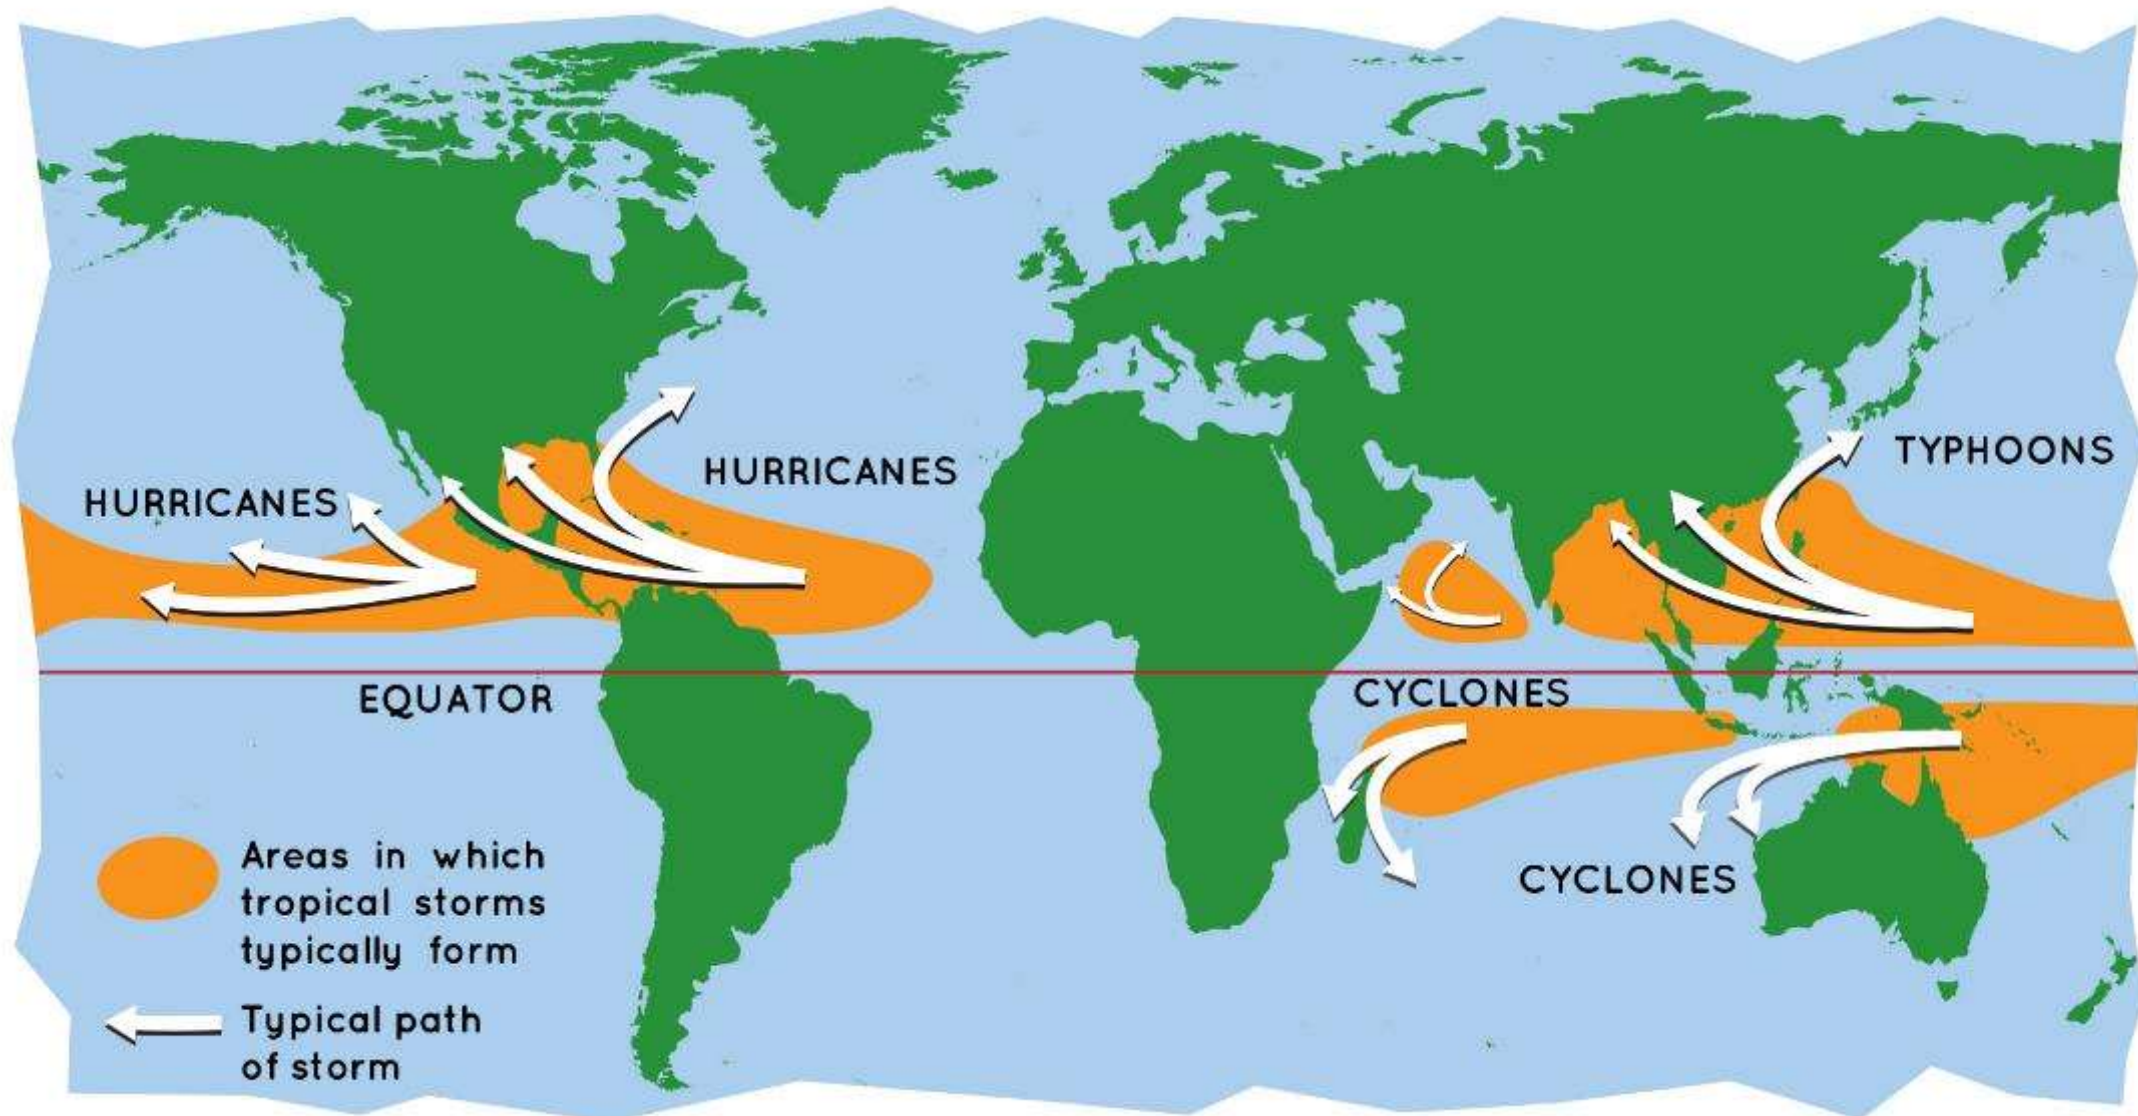 TYPHOONS
HURRICANES
HURRICANES
EQUATOR
CYCLONES
CYCLONES
Areas in which
tropical storms
typically form
Typical path
of storm